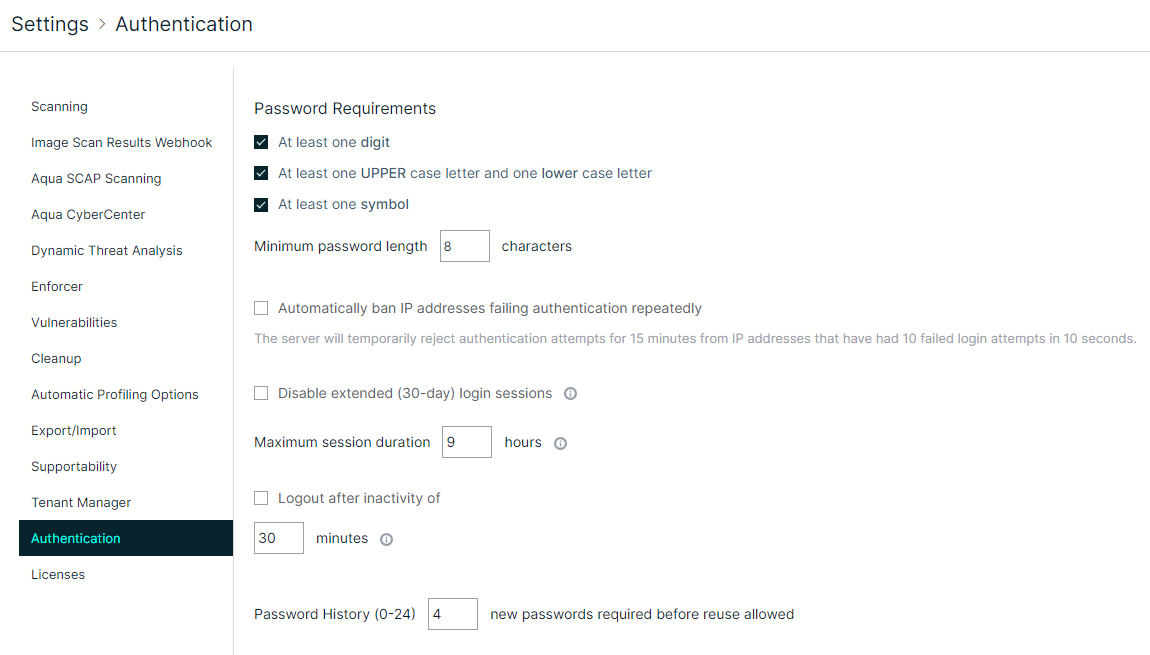 Settings > Authentication
Scanning
Image Scan Results Webhook
Aqua SCAP Scanning
Aqua CyberCenter
Dynamic Threat Analysis
Enforcer
Vulnerabilities
Cleanup
Automatic Profiling Options
Export/Import
Supportability
Tenant Manager
Authentication
Licenses
Password Requirements
At least one digit
At least one UPPER case letter and one lower case letter
At least one symbol
Minimum password length 8 characters
Automatically ban IP addresses failing authentication repeatedly
The server will temporarily reject authentication attempts for 15 minutes from IP addresses that have had 10 failed login attempts in 10 seconds.
Disable extended (30-day) login sessions
Maximum session duration 9 hours
Logout after inactivity of
30 minutes
Password History (0-24) 4 new passwords required before reuse allowed